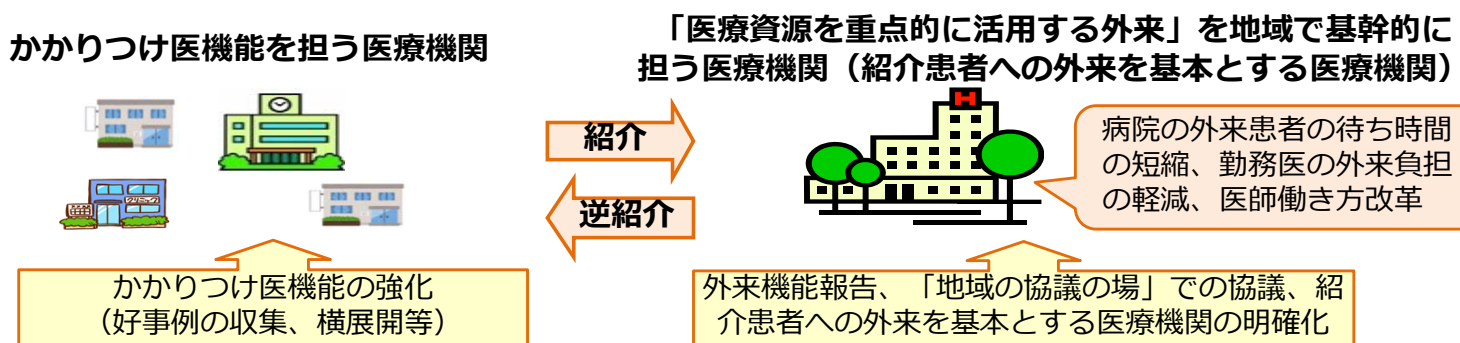 かかりつけ医機能を担う医療機関
「医療資源を重点的に活用する外来」を地域で基幹的に
担う医療機関（紹介患者への外来を基本とする医療機関）
クリニック
H
紹介
逆紹介
病院の外来患者の待ち時間
の短縮、勤務医の外来負担
の軽減、医師働き方改革
かかりつけ医機能の強化
（好事例の収集、横展開等）
外来機能報告、「地域の協議の場」での協議、紹
介患者への外来を基本とする医療機関の明確化